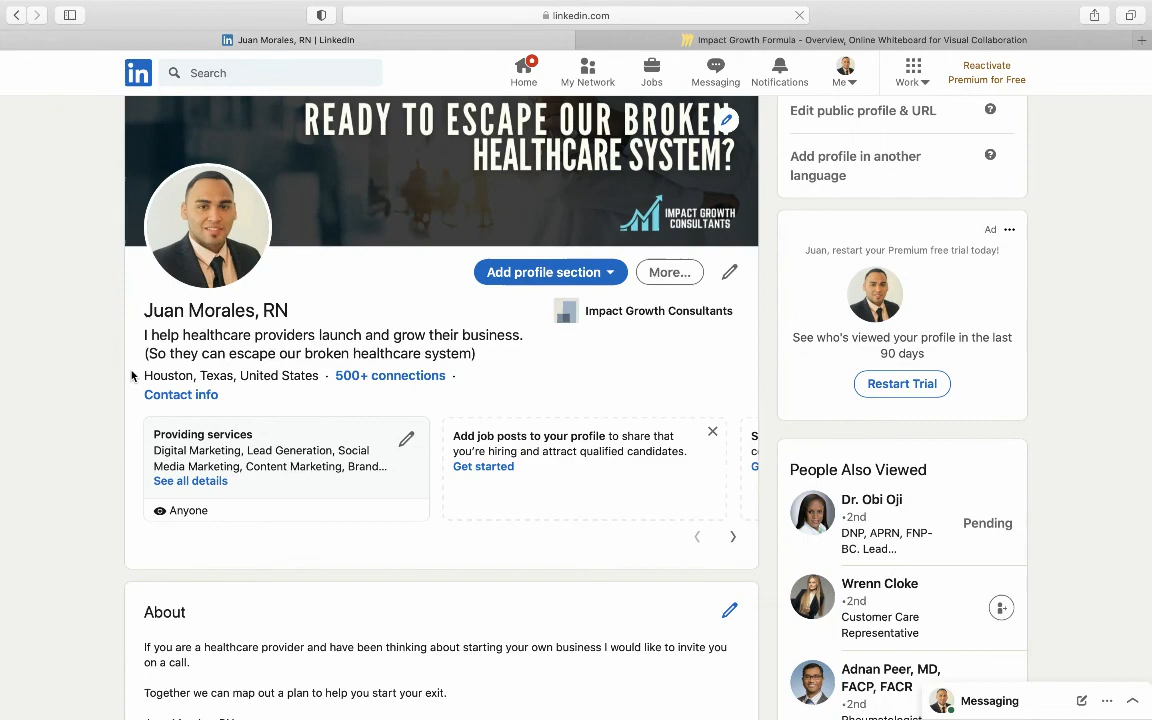 linkedin.com
Juan Morales, RN | LinkedIn
Impact Growth Formula - Overview, Online Whiteboard for Visual Collaboration
in
Search
Home
My Network
Jobs
Messaging
Notifications
Me
Work
Reactivate
Premium for Free
READY TO ESCAPE OUR BROKEN
HEALTHCARE SYSTEM?
IMPACT GROWTH
CONSULTANTS
Add profile section
More...
Juan Morales, RN
Impact Growth Consultants
I help healthcare providers launch and grow their business.
(So they can escape our broken healthcare system)
Houston, Texas, United States · 500+ connections ·
Contact info
Providing services
Digital Marketing, Lead Generation, Social
Media Marketing, Content Marketing, Brand...
See all details
Anyone
Add job posts to your profile to share that
you're hiring and attract qualified candidates.
Get started
About
If you are a healthcare provider and have been thinking about starting your own business I would like to invite you
on a call.
Together we can map out a plan to help you start your exit.
Edit public profile & URL
Add profile in another
language
Ad
Juan, restart your Premium free trial today!
See who's viewed your profile in the last
90 days
Restart Trial
People Also Viewed
Dr. Obi Oji
•2nd
DNP, APRN, FNP-
BC. Lead...
Pending
Wrenn Cloke
•2nd
Customer Care
Representative
Adnan Peer, MD,
FACP, FACR
•2nd
Rheumatologist
Messaging